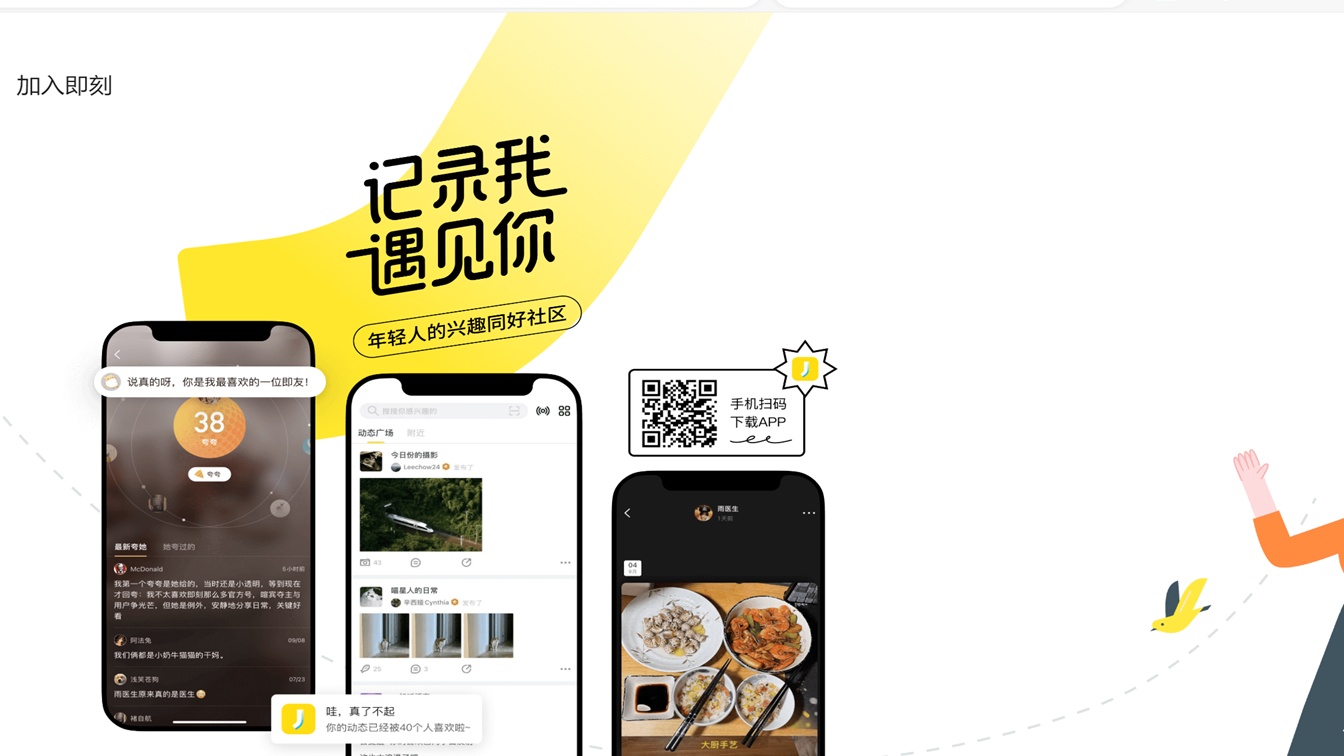 加入即刻
记录我
遇见你
年轻人的兴趣同好社区
说真的呀，你是我最喜欢的一位即友！
38
夸夸
夸夸
最新夸她 她夸过的
McDonald 5小时前
我第一个夸夸是她给的，当时还是小透明，等到现在
才回夸：我不太喜欢即刻那么多官方号，喧宾夺主与
用户争光芒，但她是例外，安静地分享日常，关键好
看
阿法兔 09/08
我们俩都是小奶牛猫猫的干妈。
浅笑苍狗 07/23
雨医生原来真的是医生
褚自航
搜搜你感兴趣的
动态广场 附近
今日份的摄影
Leechow24 发布了
43
喵星人的日常
辛西娅Cynthia 发布了
25 3
哇，真了不起
你的动态已经被40个人喜欢啦~
手机扫码
下载APP
雨医生
1天前
04
大厨手艺